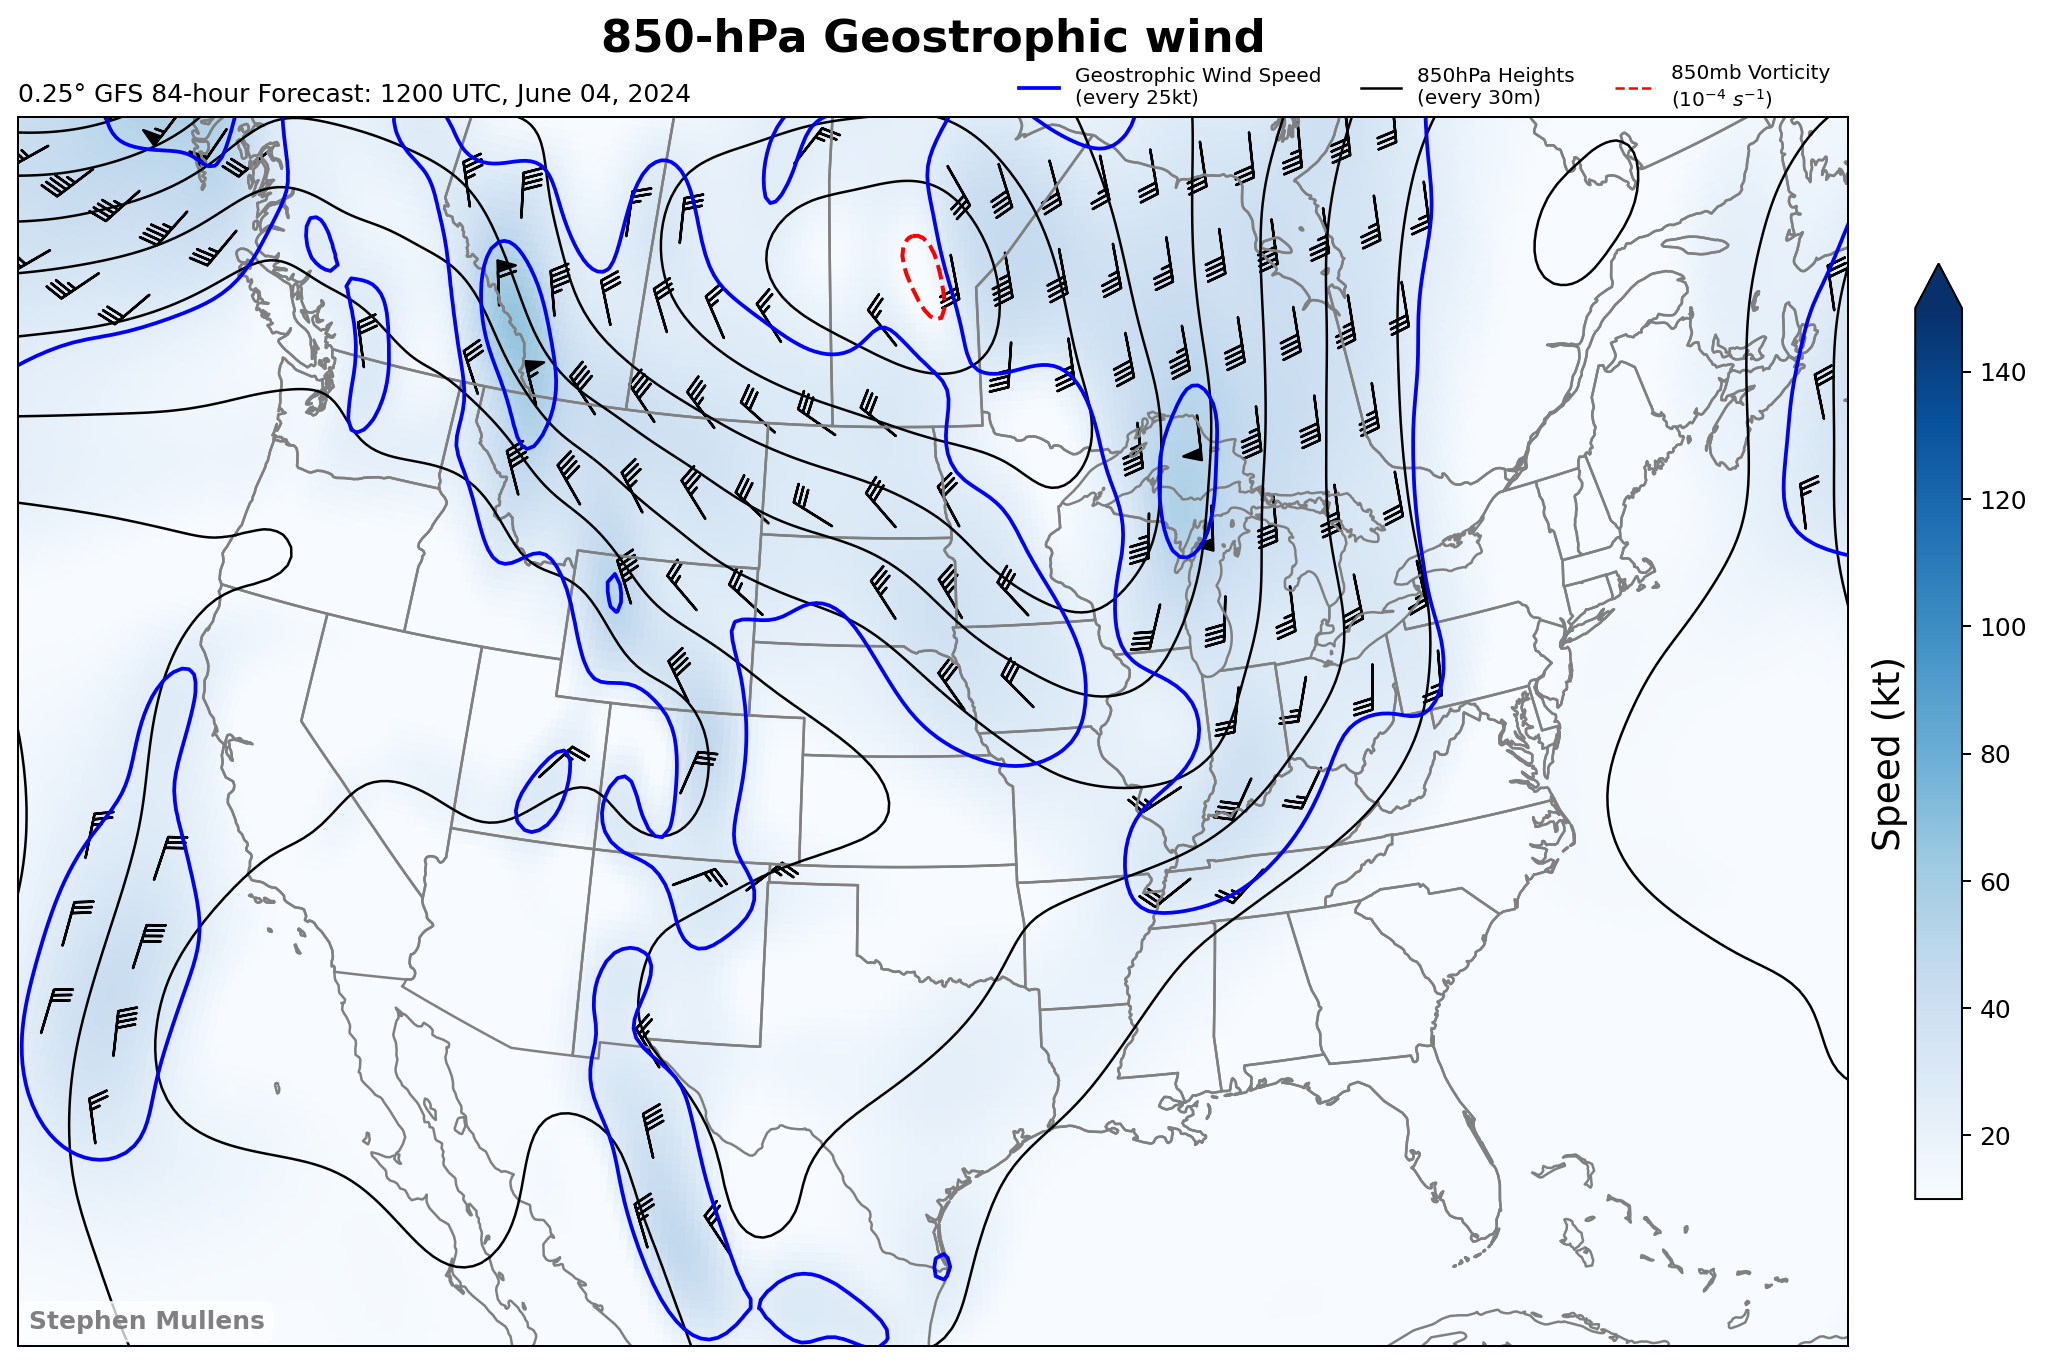 850-hPa Geostrophic wind
0.25° GFS 84-hour Forecast: 1200 UTC, June 04, 2024
Geostrophic Wind Speed
(every 25kt)
850hPa Heights
(every 30m)
850mb Vorticity
(10⁻⁴ s⁻¹)
140
120
100
80
60
40
20
Speed (kt)
Stephen Mullens